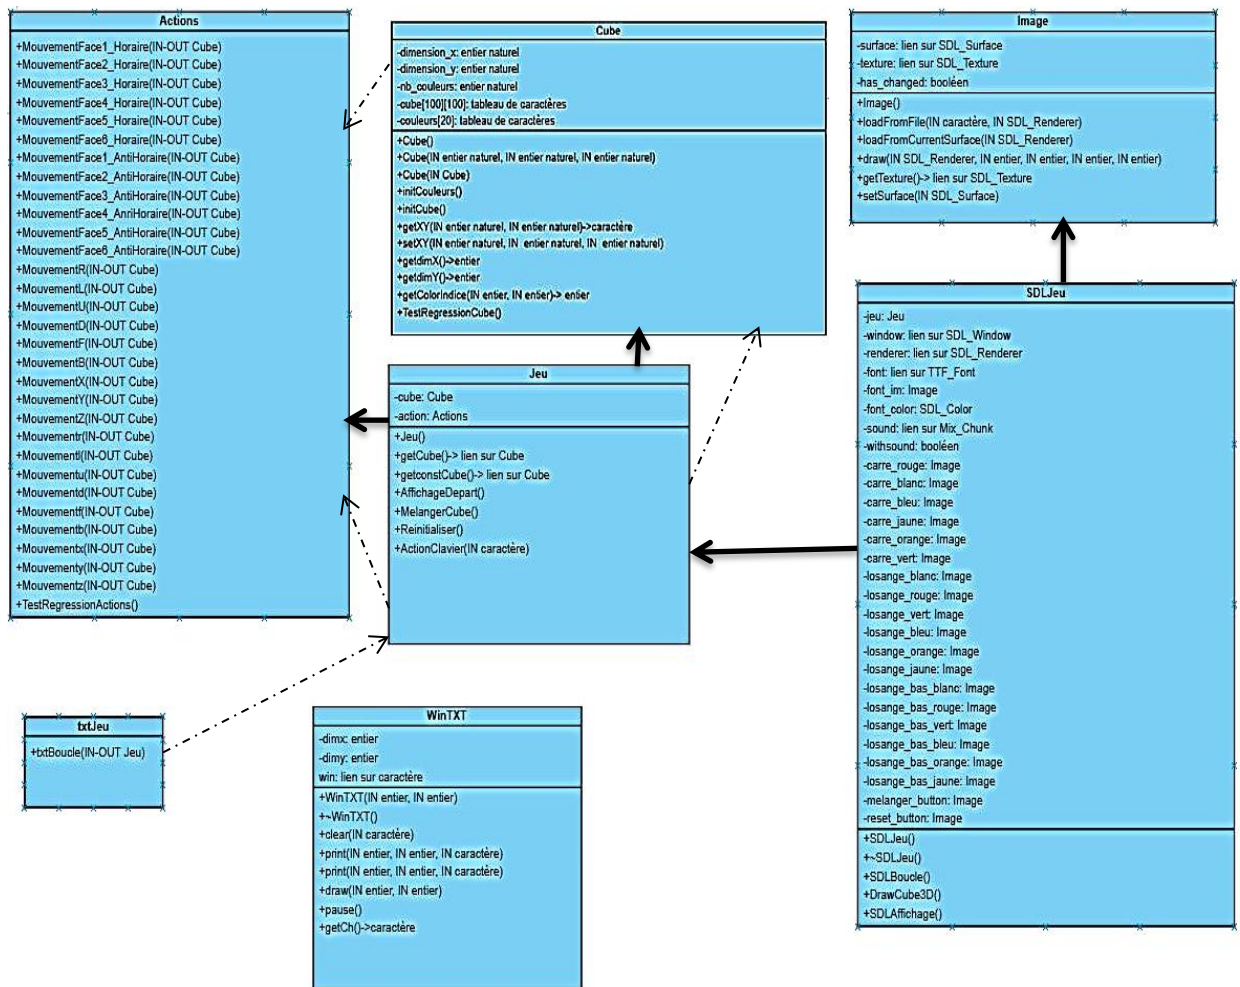 Actions
+MouvementFace1_Horaire(IN-OUT Cube)
+MouvementFace2_Horaire(IN-OUT Cube)
+MouvementFace3_Horaire(IN-OUT Cube)
+MouvementFace4_Horaire(IN-OUT Cube)
+MouvementFace5_Horaire(IN-OUT Cube)
+MouvementFace6_Horaire(IN-OUT Cube)
+MouvementFace1_AntiHoraire(IN-OUT Cube)
+MouvementFace2_AntiHoraire(IN-OUT Cube)
+MouvementFace3_AntiHoraire(IN-OUT Cube)
+MouvementFace4_AnriHoraire(IN-OUT Cube)
+MouvementFace5_AntiHoraire(IN-OUT Cube)
+MouvementFace6_AntiHoraire(IN-OUT Cube)
+MouvementR(IN-OUT Cube)
+MouvementL(IN-OUT Cube)
+MouvementU(IN-OUT Cube)
+MouvementD(IN-OUT Cube)
+MouvementF(IN-OUT Cube)
+MouvementB(IN-OUT Cube)
+MouvementX(IN-OUT Cube)
+MouvementY(IN-OUT Cube)
+MouvementZ(IN-OUT Cube)
+Mouvementr(IN-OUT Cube)
+Mouvementl(IN-OUT Cube)
+Mouvementu(IN-OUT Cube)
+Mouvementd(IN-OUT Cube)
+Mouvementf(IN-OUT Cube)
+Mouvementb(IN-OUT Cube)
+Mouvementx(IN-OUT Cube)
+Mouventy(IN-OUT Cube)
+Mouvementz(IN-OUT Cube)
+TestRegressionActions()
Cube
-dimension_x: entier naturel
-dimension_y: entier naturel
-nb_couleurs: entier naturel
-cube[100][100]: tableau de caractères
-couleurs[20]: tableau de caractères
+Cube()
+Cube(IN entier naturel, IN entier naturel, IN entier naturel)
+Cube(IN Cube)
+initCouleurs()
+initCube()
+getXY(IN entier naturel, IN entier naturel)->caractère
+setXY(IN entier naturel, IN entier naturel, IN entier naturel)
+getdimX()->entier
+getdimY()->entier
+getColorIndice(IN entier, IN entier)-> entier
+TestRegressionCube()
Image
-surface: lien sur SDL_Surface
-texture: lien sur SDL_Texture
-has_changed: booléen
+Image()
+loadFromFile(IN caractère, IN SDL_Renderer)
+loadFromCurrentSurface(IN SDL_Renderer)
+draw(IN SDL_Renderer, IN entier, IN entier, IN entier, IN entier)
+getTexture()-> lien sur SDL_Texture
+setSurface(IN SDL_Surface)
Jeu
-cube: Cube
-action: Actions
+Jeu()
+getCube()-> lien sur Cube
+getconstCube()-> lien sur Cube
+AffichageDepart()
+MelangerCube()
+Reinitialiser()
+ActionClavier(IN caractère)
SDLJeu
-jeu: Jeu
-window: lien sur SDL_Window
-renderer: lien sur SDL_Renderer
-font: lien sur TTF_Font
-font_im: Image
-font_color: SDL_Color
-sound: lien sur Mix_Chunk
-withsound: booléen
-carre_rouge: Image
-carre_blanc: Image
-carre_bleu: Image
-carre_jaune: Image
-carre_orange: Image
-carre_vert: Image
-losange_blanc: Image
-losange_rouge: Image
-losange_vert: Image
-losange_bleu: Image
-losange_orange: Image
-losange_jaune: Image
-losange_bas_blanc: Image
-losange_bas_rouge: Image
-losange_bas_vert: Image
-losange_bas_bleu: Image
-losange_bas_orange: Image
-losange_bas_jaune: Image
-melanger_button: Image
-reset_button: Image
+SDLJeu()
+~SDLJeu()
+SDLBoucle()
+DrawCube3D()
+SDLAffichage()
txtJeu
+txtBoucle(IN-OUT Jeu)
WinTXT
-dimx: entier
-dimy: entier
win: lien sur caractère
+WinTXT(IN entier, IN entier)
+~WinTXT()
+clear(IN caractère)
+print(IN entier, IN entier, IN caractère)
+print(IN entier, IN entier, IN caractère)
+draw(IN entier, IN entier)
+pause()
+getCh()->caractère